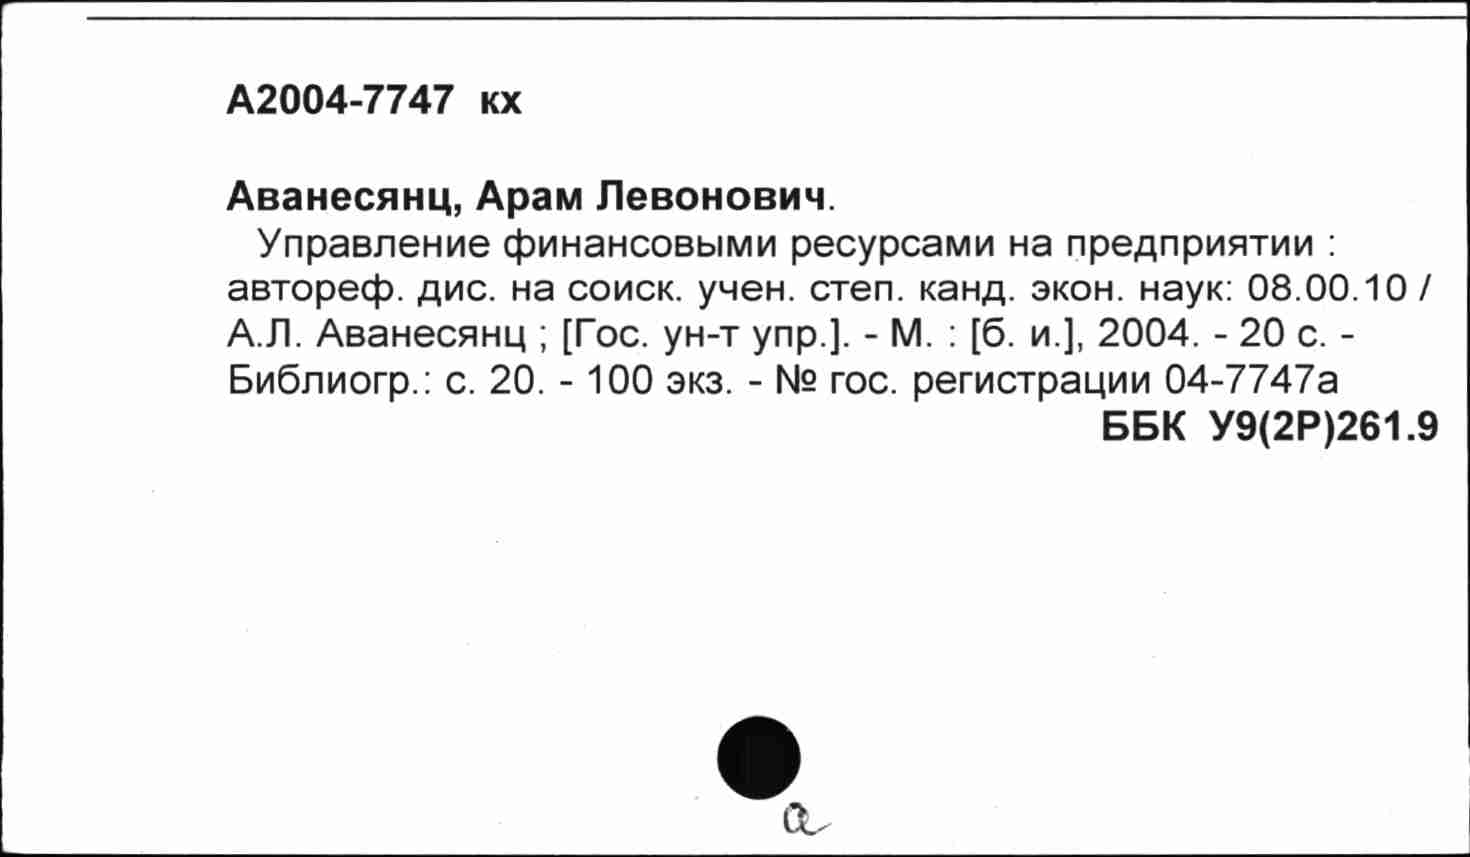 А2004-7747 кх
Аванесянц, Арам Левонович.
Управление финансовыми ресурсами на предприятии :
автореф. дис. на соиск. учен. степ. канд. экон. наук: 08.00.10 /
А.Л. Аванесянц ; [Гос. ун-т упр.]. - М. : [б. и.], 2004. - 20 с. -
Библиогр.: с. 20. - 100 экз. - № гос. регистрации 04-7747а
ББК У9(2Р)261.9
а